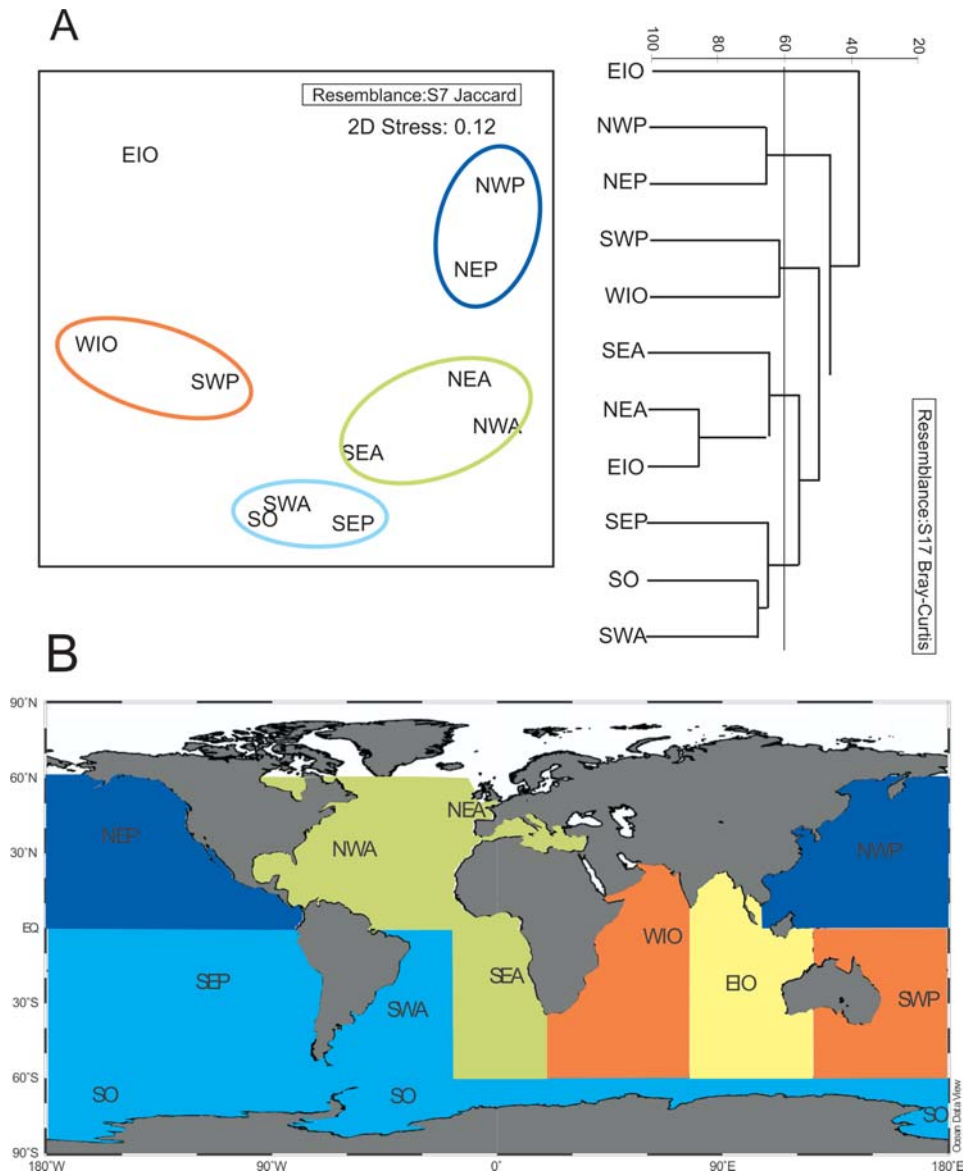 A
Resemblance:S7 Jaccard
2D Stress: 0.12
EIO
NWP
NEP
WIO
SWP
NEA
NWA
SEA
SWA
SO
SEP
100 80 60 40 20
EIO
NWP
NEP
SWP
WIO
SEA
NEA
EIO
SEP
SO
SWA
Resemblance:S17 Bray-Curtis
B
90°N
60°N
30°N
EQ
30°S
60°S
90°S
NEP
NWA
NEA
NWP
SEP
SWA
SEA
WIO
EIO
SWP
SO
SO
SO
180°W 90°W 0° 90°E 180°E
Ocean Data View